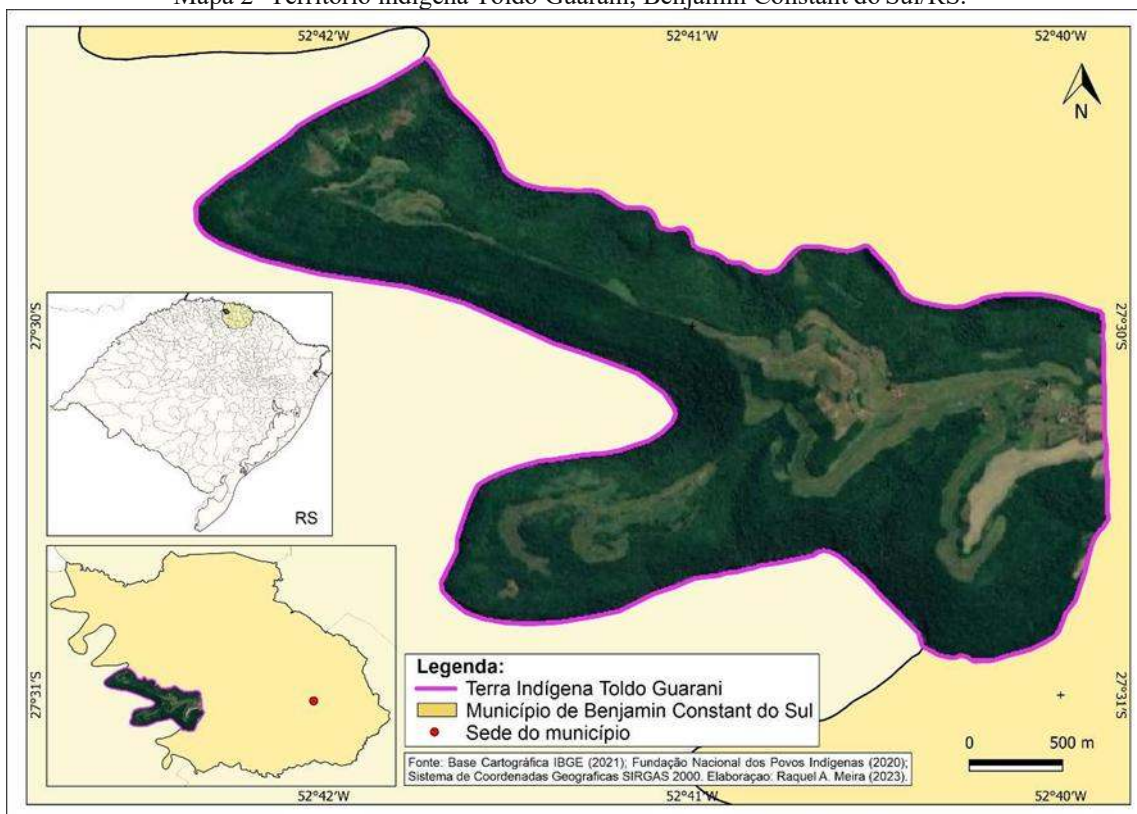 Mapa 2- Território indígena Toldo Guarani, Benjamin Constant do Sul/RS.
52°42'W 52°41'W 52°40'W
N
27°30'S 27°30'S
RS
27°31'S 27°31'S
Legenda:
Terra Indígena Toldo Guarani
Município de Benjamin Constant do Sul
Sede do município
0 500 m
Fonte: Base Cartográfica IBGE (2021); Fundação Nacional dos Povos Indígenas (2020);
Sistema de Coordenadas Geograficas SIRGAS 2000. Elaboraçao: Raquel A. Meira (2023).
52°42'W 52°41'W 52°40'W